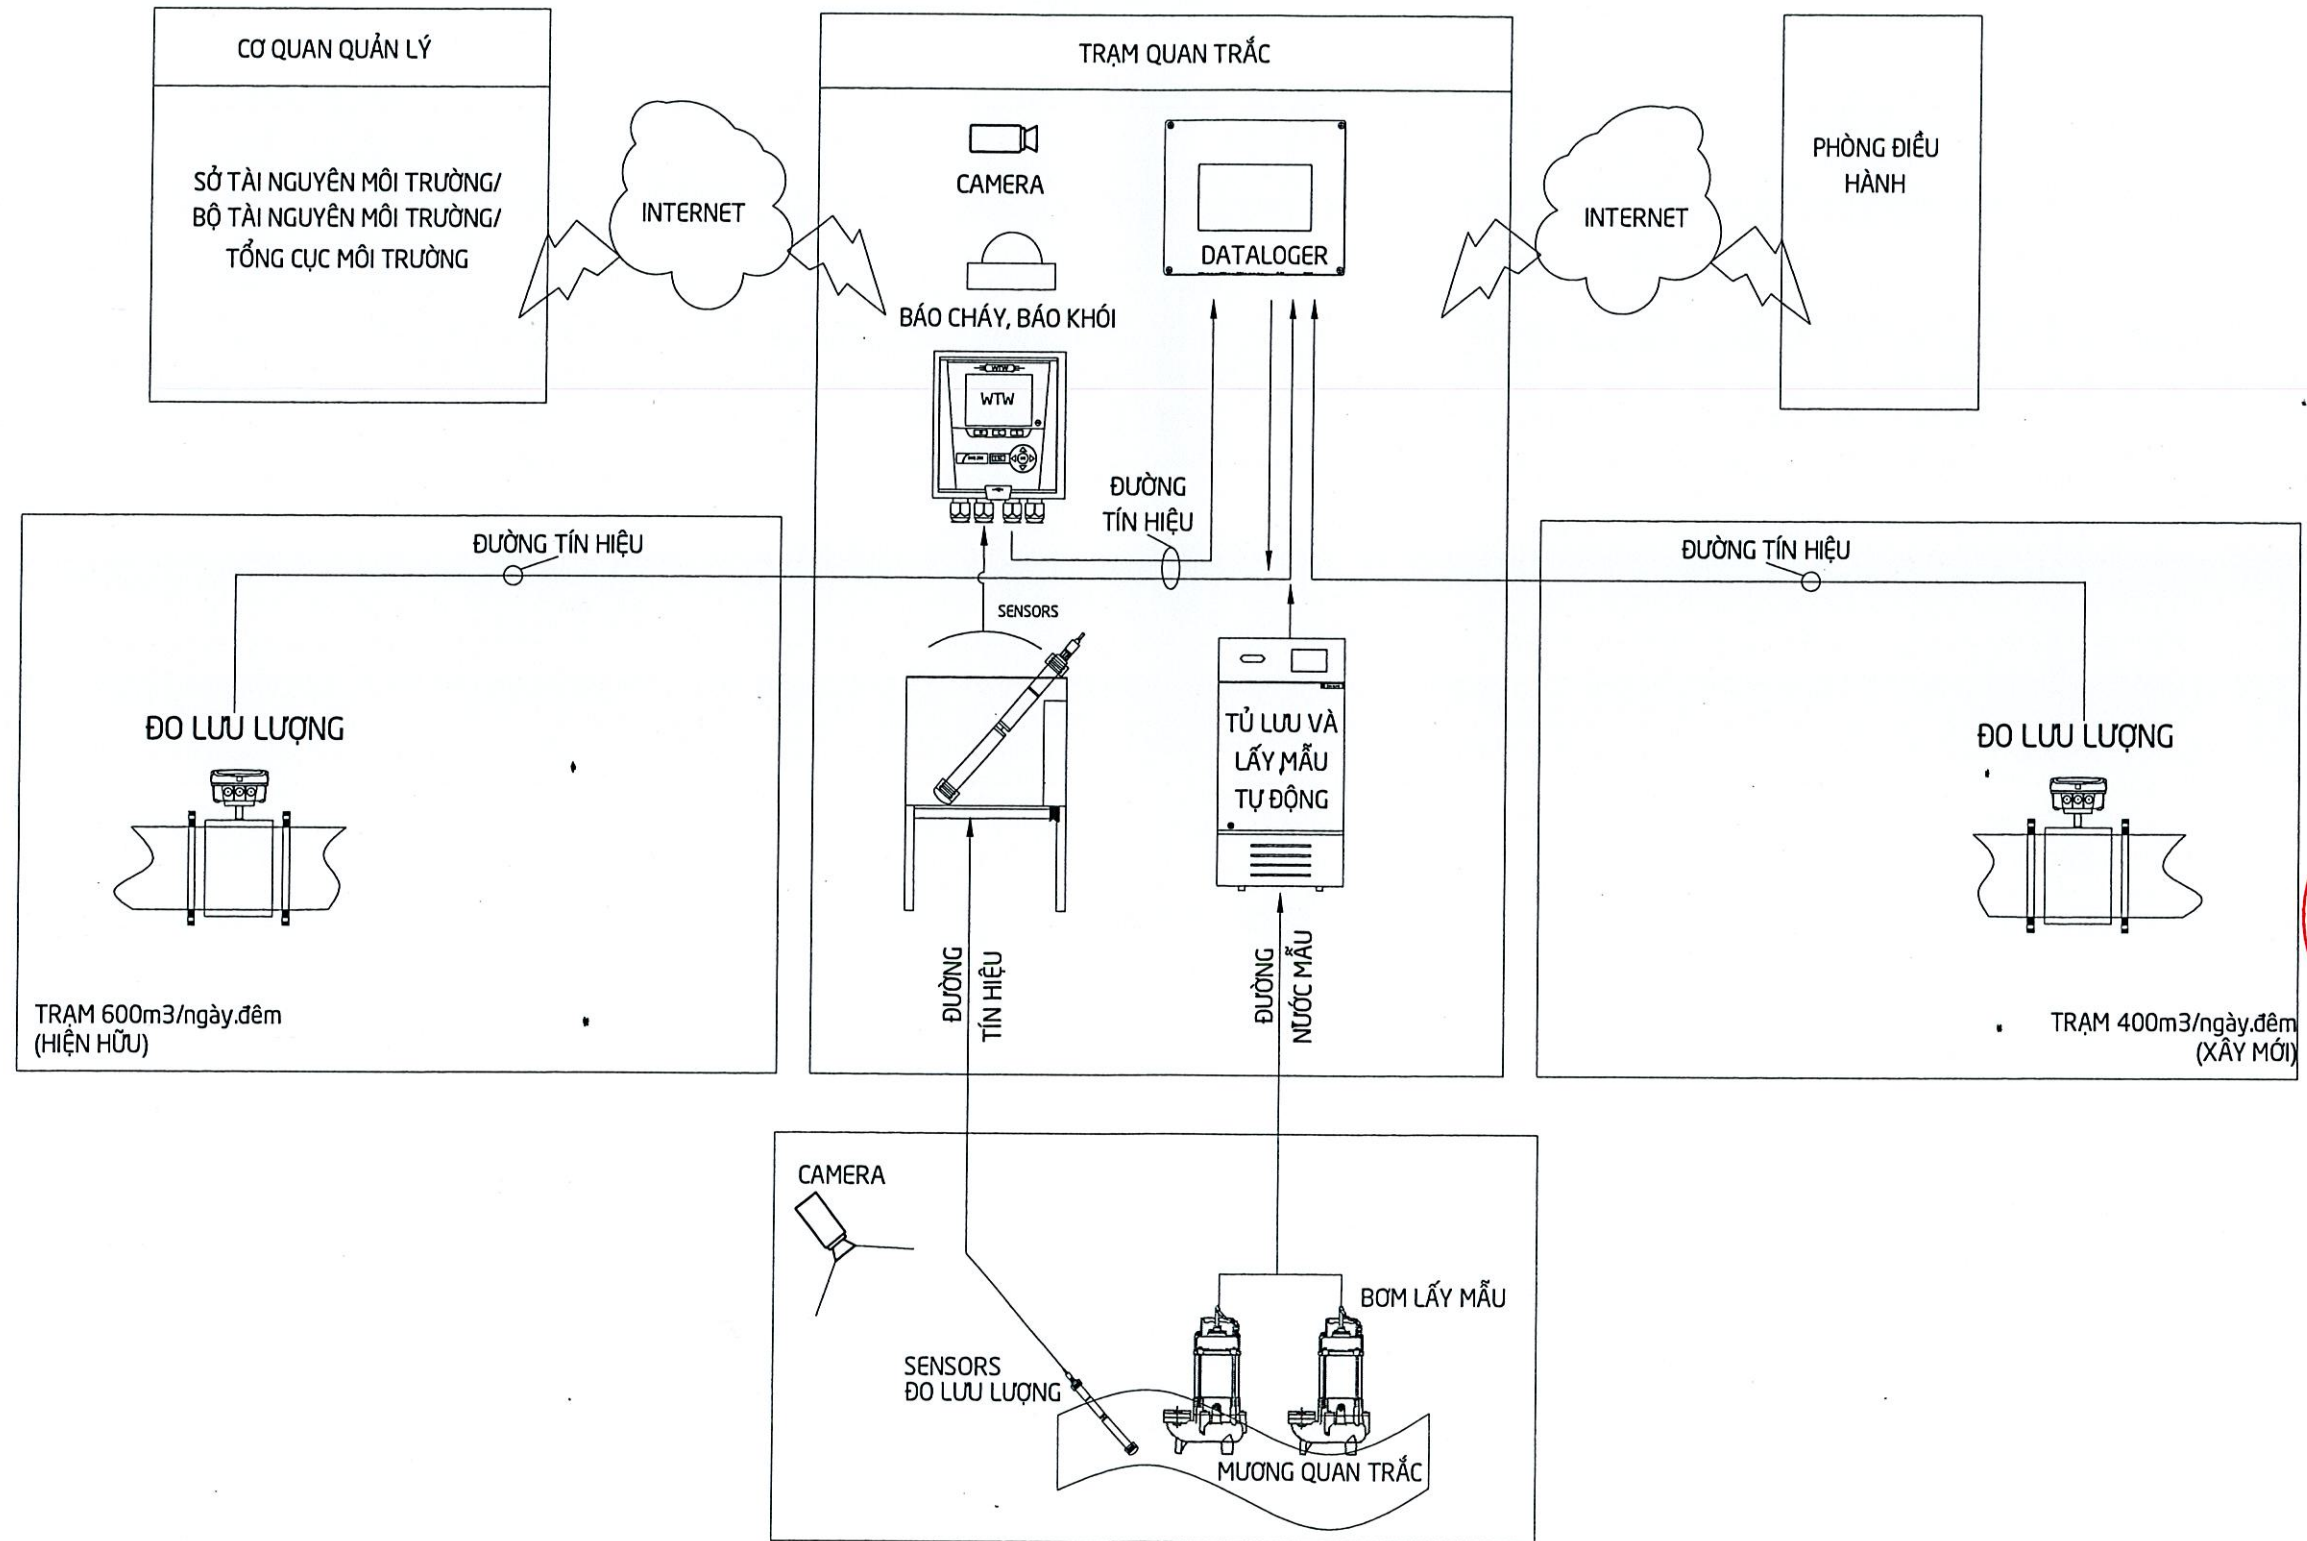 CƠ QUAN QUẢN LÝ
SỞ TÀI NGUYÊN MÔI TRƯỜNG/
BỘ TÀI NGUYÊN MÔI TRƯỜNG/
TỔNG CỤC MÔI TRƯỜNG
INTERNET
TRẠM QUAN TRẮC
CAMERA
BÁO CHÁY, BÁO KHÓI
DATALOGER
INTERNET
PHÒNG ĐIỀU
HÀNH
WTW
WTW
ĐƯỜNG
TÍN HIỆU
ĐƯỜNG TÍN HIỆU
ĐO LƯU LƯỢNG
TRẠM 600m3/ngày.đêm
(HIỆN HỮU)
SENSORS
TỦ LƯU VÀ
LẤY MẪU
TỰ ĐỘNG
ĐƯỜNG
TÍN HIỆU
ĐƯỜNG
NƯỚC MẪU
ĐƯỜNG TÍN HIỆU
ĐO LƯU LƯỢNG
TRẠM 400m3/ngày.đêm
(XÂY MỚI)
CAMERA
BƠM LẤY MẪU
SENSORS
ĐO LƯU LƯỢNG
MƯƠNG QUAN TRẮC